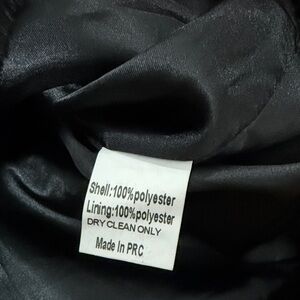 Shell:100%polyester
Lining:100%polyester
DRY CLEAN ONLY
Made In PRC